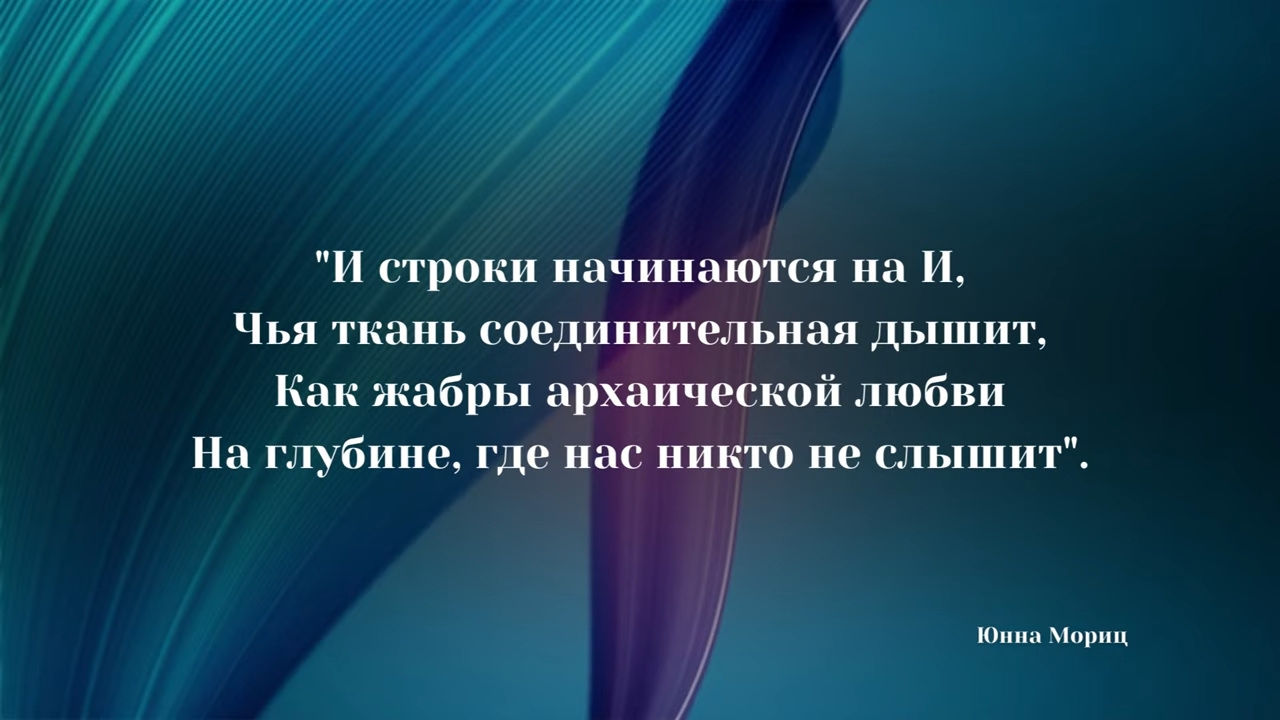 "И строки начинаются на И,
Чья ткань соединительная дышит,
Как жабры архаической любви
На глубине, где нас никто не слышит".
Юнна Мориц